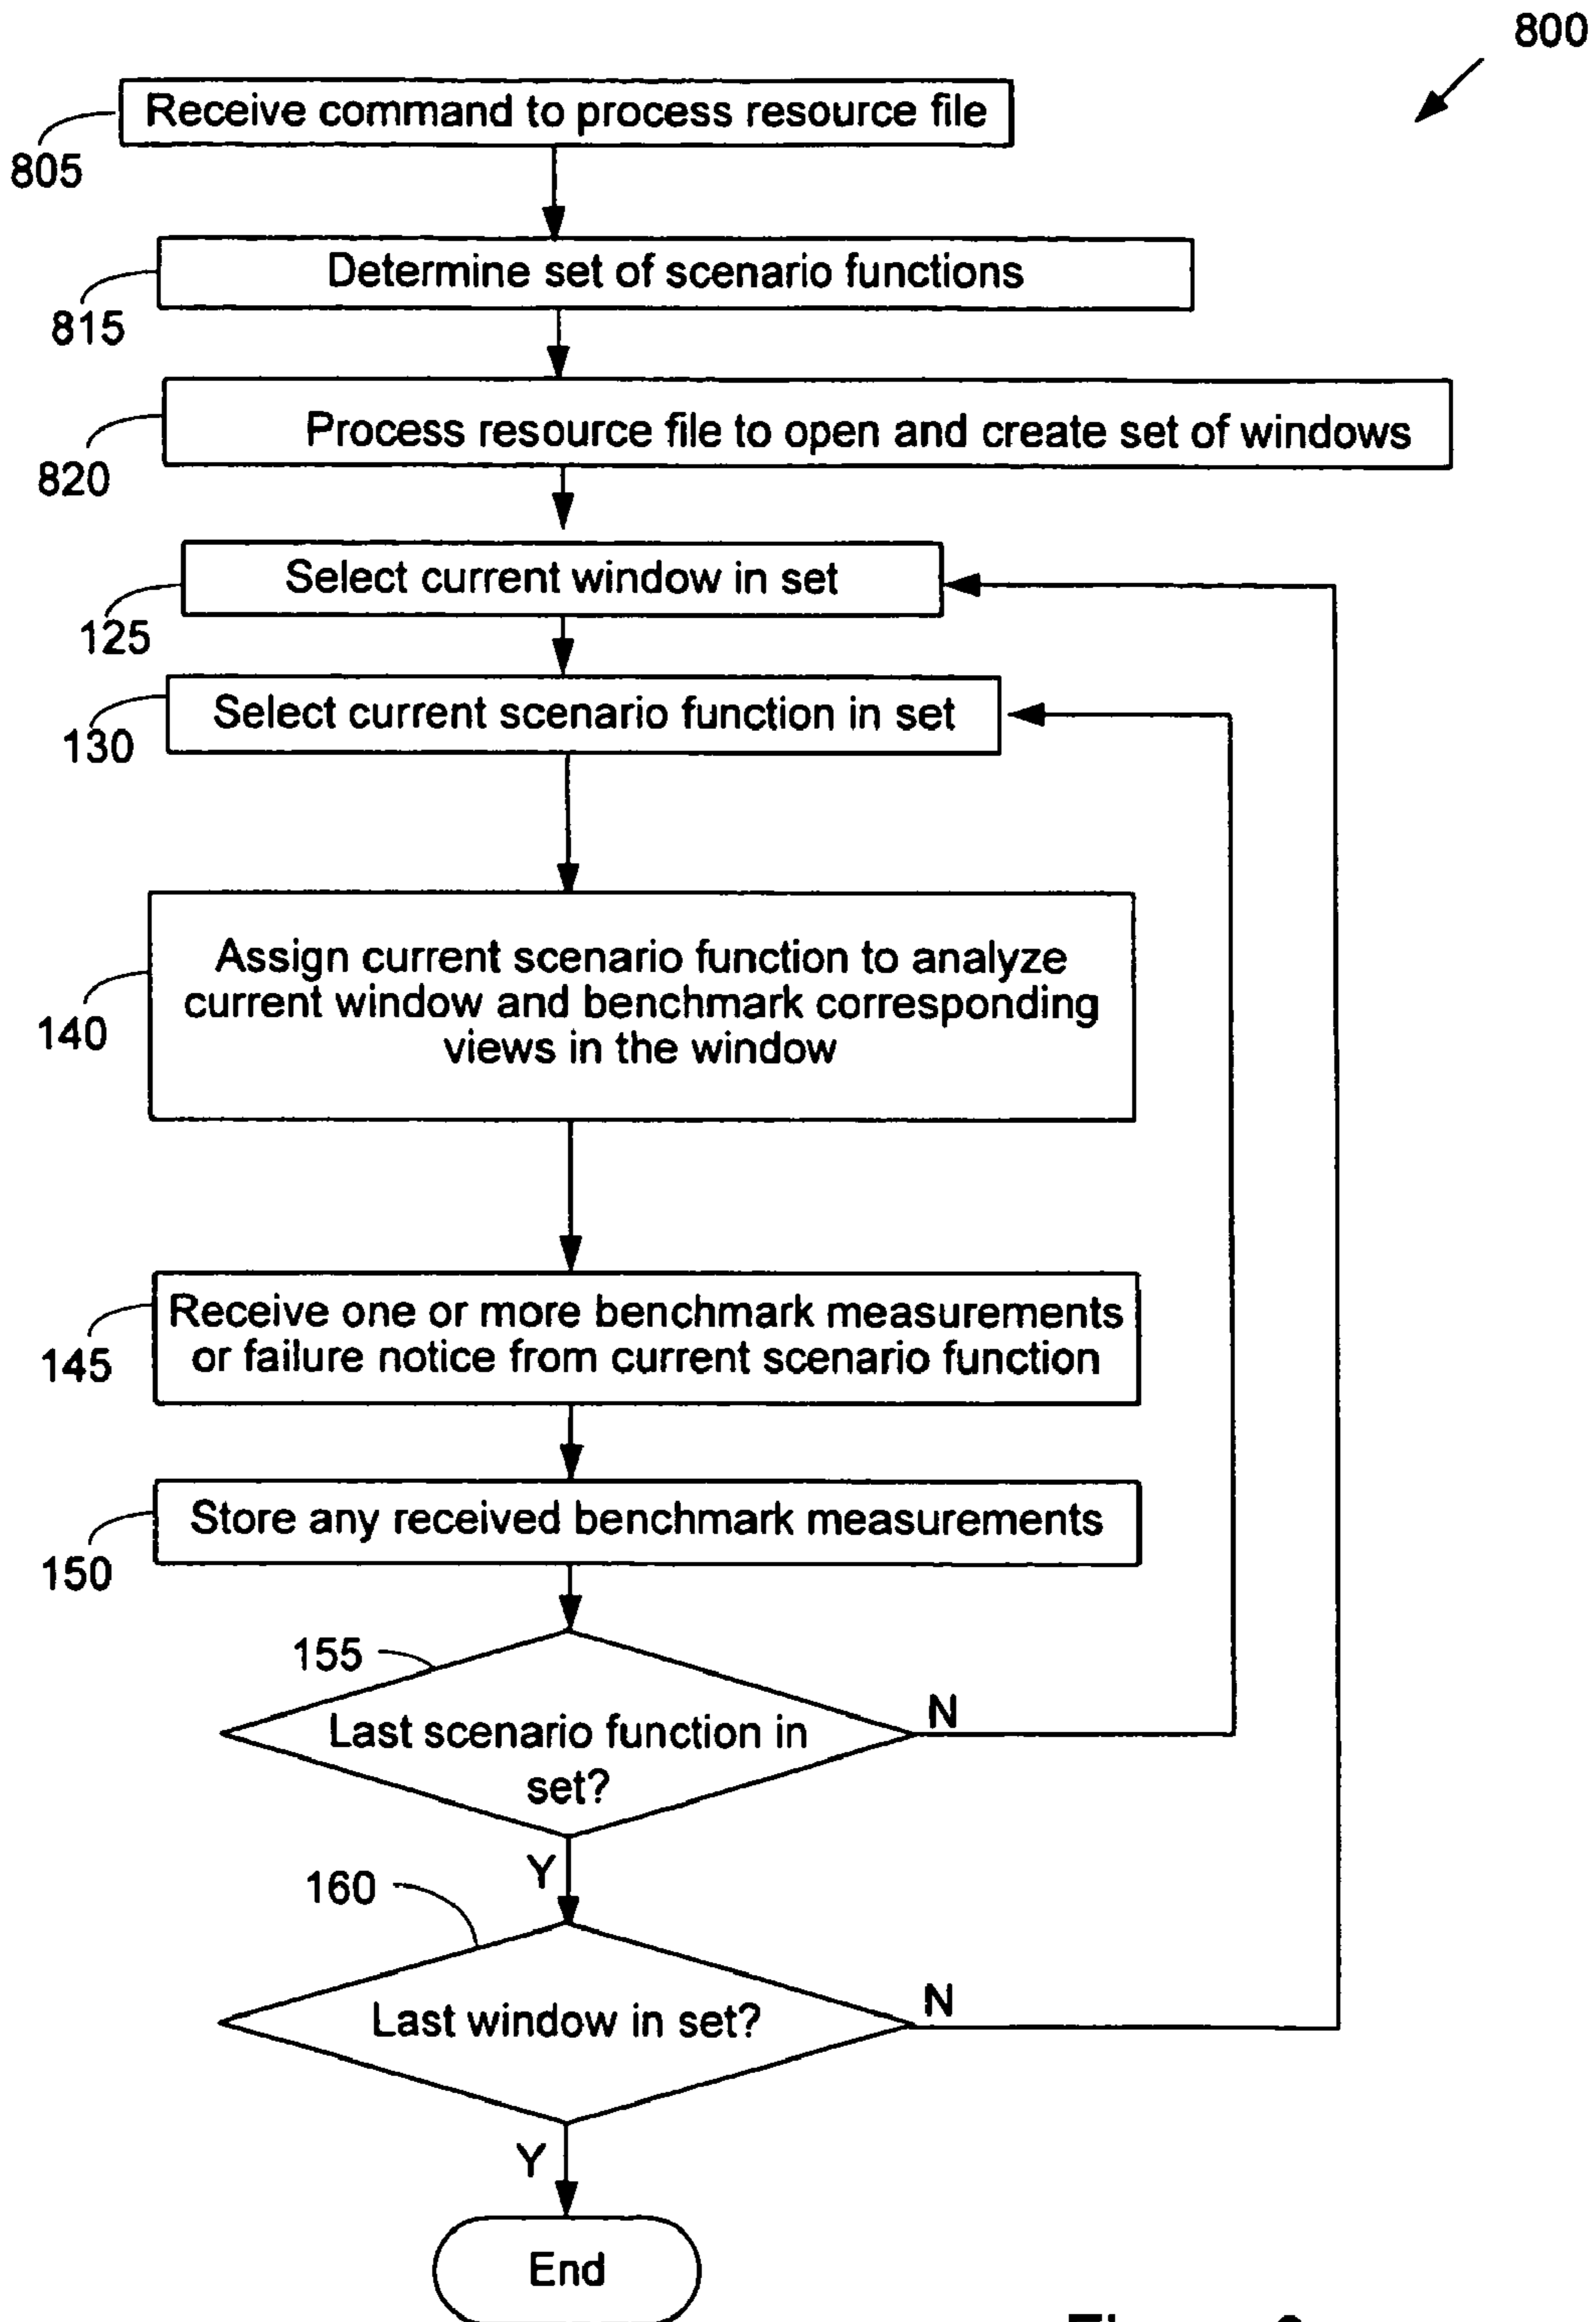 800
Receive command to process resource file
805
Determine set of scenario functions
815
Process resource file to open and create set of windows
820
Select current window in set
125
Select current scenario function in set
130
Assign current scenario function to analyze
current window and benchmark corresponding
views in the window
140
Receive one or more benchmark measurements
or failure notice from current scenario function
145
Store any received benchmark measurements
150
155
Last scenario function in
set?
N
Y
160
Last window in set?
N
Y
End